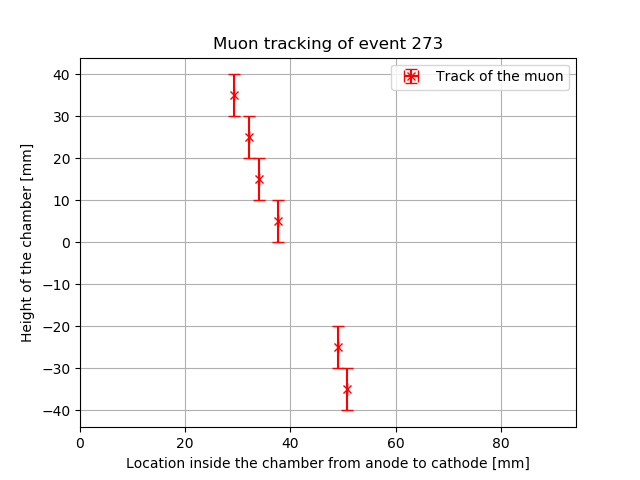 Muon tracking of event 273
Track of the muon
Height of the chamber [mm]
40
30
20
10
0
−10
−20
−30
−40
0 20 40 60 80
Location inside the chamber from anode to cathode [mm]